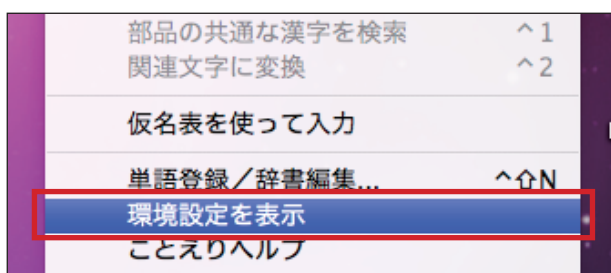 部品の共通な漢字を検索 ^1
関連文字に変換 ^2
仮名表を使って入力
単語登録／辞書編集... ^⇧N
環境設定を表示
ことえりヘルプ